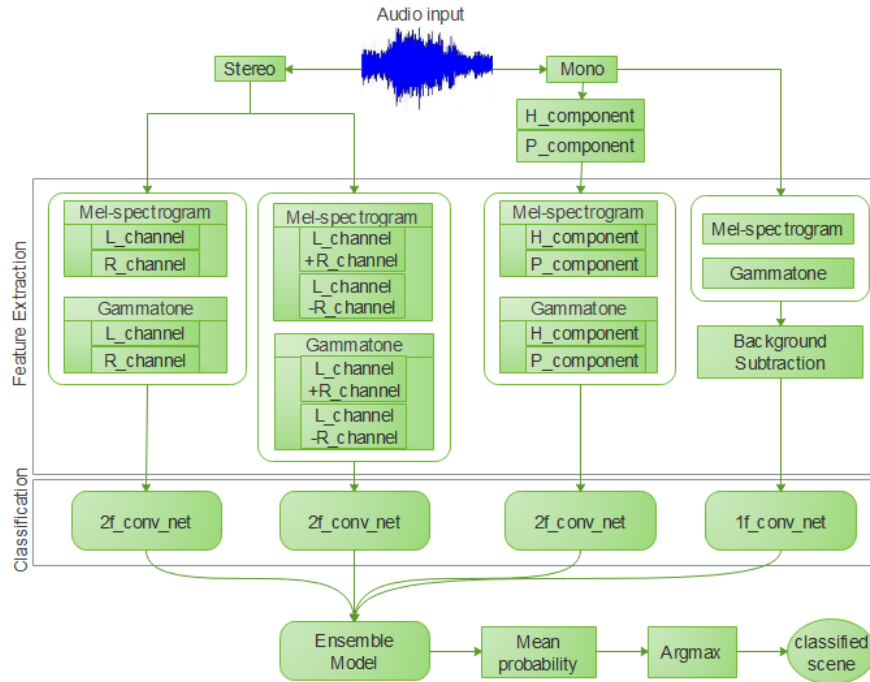 Audio input
Stereo
Mono
H_component
P_component
Feature Extraction
Mel-spectrogram
L_channel
R_channel
Gammatone
L_channel
R_channel
Mel-spectrogram
L_channel
+R_channel
L_channel
-R_channel
Gammatone
L_channel
+R_channel
L_channel
-R_channel
Mel-spectrogram
H_component
P_component
Gammatone
H_component
P_component
Mel-spectrogram
Gammatone
Background
Subtraction
Classification
2f_conv_net
2f_conv_net
2f_conv_net
1f_conv_net
Ensemble
Model
Mean
probability
Argmax
classified
scene